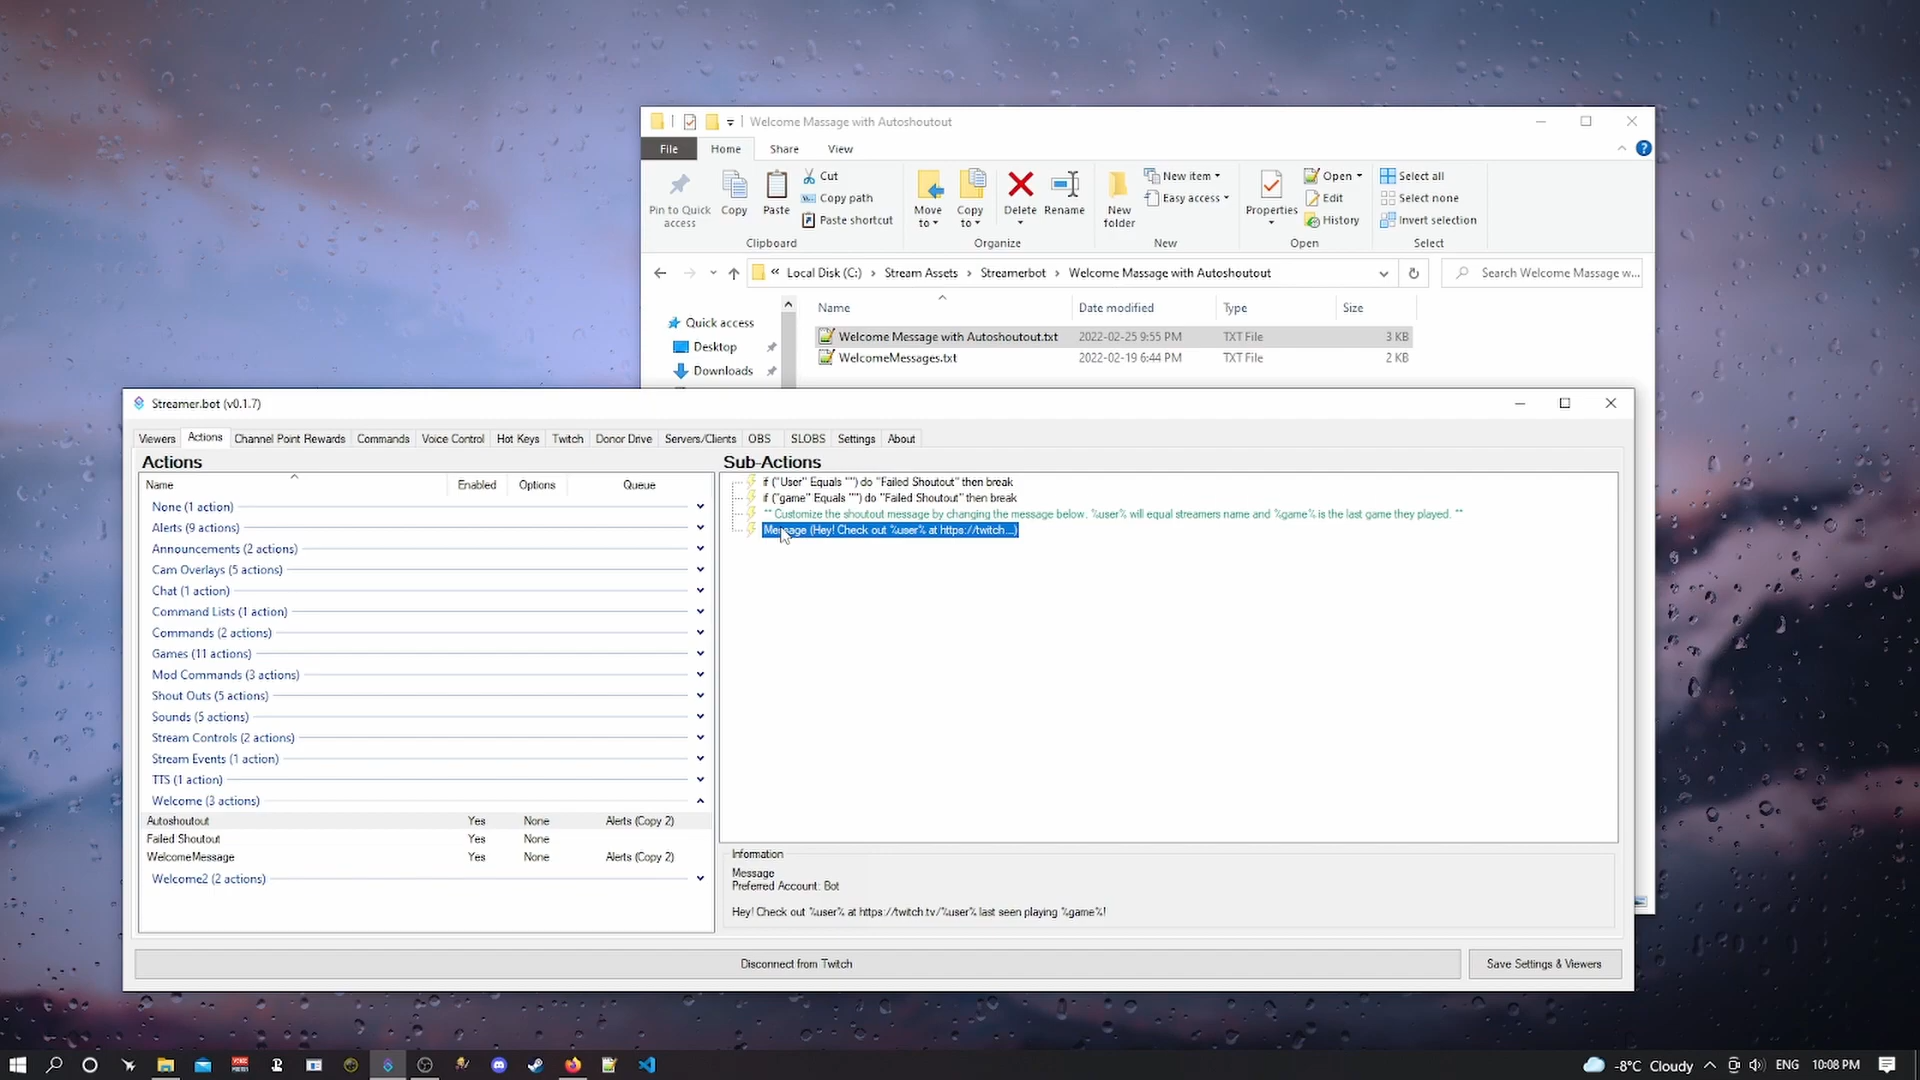 Welcome Massage with Autoshoutout
File
Home
Share
View
Pin to Quick access
Copy
Paste
Cut
Copy path
Paste shortcut
Clipboard
Move to
Copy to
Delete
Rename
Organize
New folder
New item
Easy access
New
Properties
Open
Edit
History
Open
Select all
Select none
Invert selection
Select
« Local Disk (C:) › Stream Assets › Streamerbot › Welcome Massage with Autoshoutout
Search Welcome Massage w...
Name
Date modified
Type
Size
Quick access
Desktop
Downloads
Welcome Message with Autoshoutout.txt 2022-02-25 9:55 PM TXT File 3 KB
WelcomeMessages.txt 2022-02-19 6:44 PM TXT File 2 KB
Streamer.bot (v0.1.7)
Viewers Actions Channel Point Rewards Commands Voice Control Hot Keys Twitch Donor Drive Servers/Clients OBS SLOBS Settings About
Actions
Name Enabled Options Queue
None (1 action)
Alerts (9 actions)
Announcements (2 actions)
Cam Overlays (5 actions)
Chat (1 action)
Command Lists (1 action)
Commands (2 actions)
Games (11 actions)
Mod Commands (3 actions)
Shout Outs (5 actions)
Sounds (5 actions)
Stream Controls (2 actions)
Stream Events (1 action)
TTS (1 action)
Welcome (3 actions)
Autoshoutout Yes None Alerts (Copy 2)
Failed Shoutout Yes None
WelcomeMessage Yes None Alerts (Copy 2)
Welcome2 (2 actions)
Sub-Actions
if ("User" Equals "") do "Failed Shoutout" then break
if ("game" Equals "") do "Failed Shoutout" then break
** Customize the shoutout message by changing the message below. %user% will equal streamers name and %game% is the last game they played. **
Message (Hey! Check out %user% at https://twitch...)
Information
Message
Preferred Account: Bot
Hey! Check out %user% at https://twitch.tv/%user% last seen playing %game%!
Disconnect from Twitch
Save Settings & Viewers
-8°C Cloudy
ENG
10:08 PM